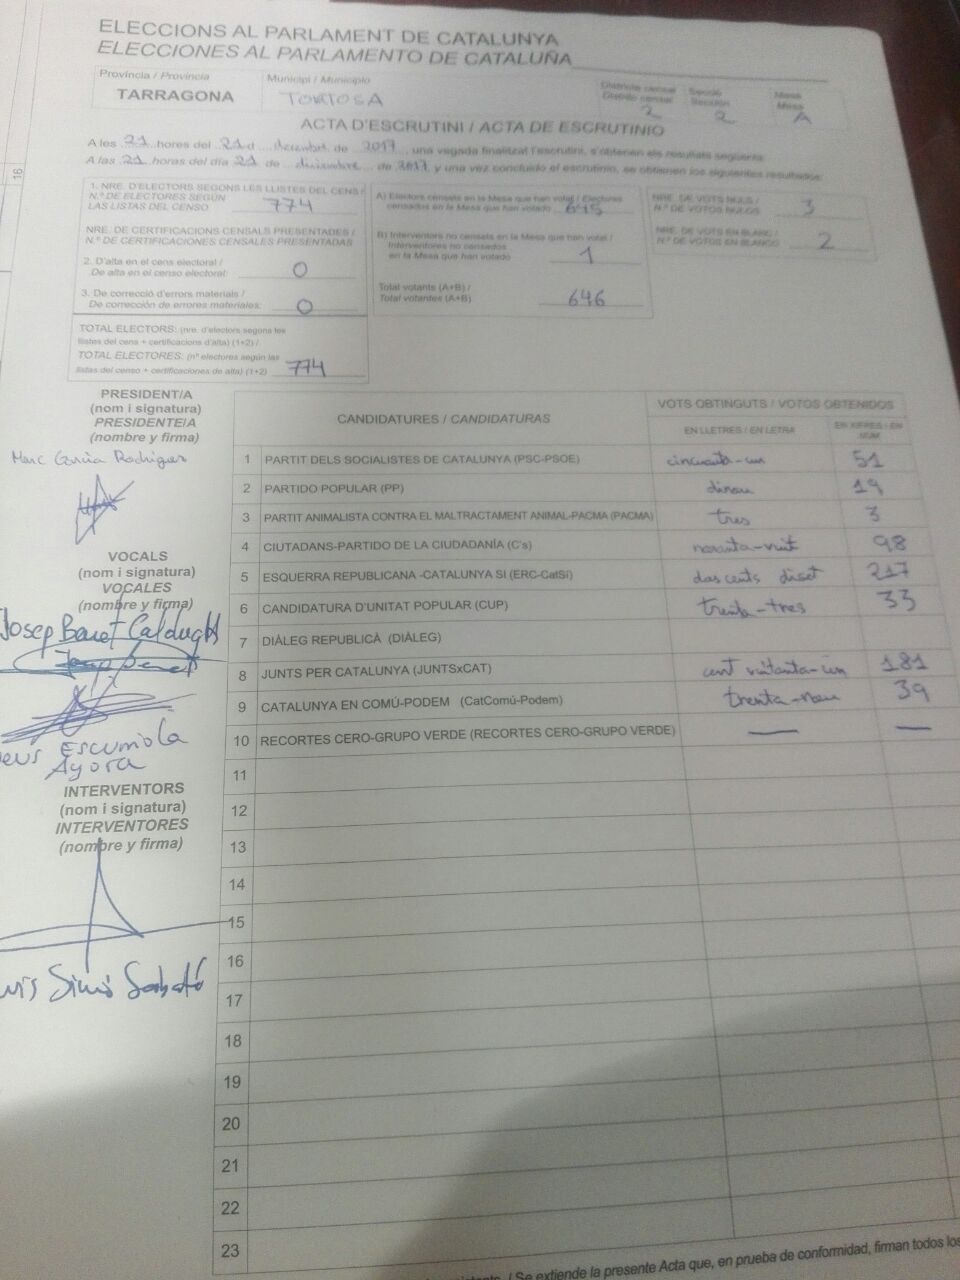 ELECCIONS AL PARLAMENT DE CATALUNYA
ELECCIONES AL PARLAMENTO DE CATALUÑA
Província / Provincia
TARRAGONA
Municipi / Municipio
TORTOSA
Districte censal
Distrito censal
2
Secció
Sección
2
Mesa
Mesa
A
ACTA D'ESCRUTINI / ACTA DE ESCRUTINIO
A les 21 hores del 21 d desembre de 2017, una vegada finalitzat l'escrutini, s'obtenen els resultats següents:
A las 21 horas del día 21 de diciembre de 2017 y una vez concluido el escrutinio, se obtienen los siguientes resultados:
1. NRE. D'ELECTORS SEGONS LES LLISTES DEL CENS /
N.º DE ELECTORES SEGÚN
LAS LISTAS DEL CENSO 774
NRE. DE CERTIFICACIONS CENSALS PRESENTADES /
N.º DE CERTIFICACIONES CENSALES PRESENTADAS
2. D'alta en el cens electoral /
De alta en el censo electoral: 0
3. De correcció d'errors materials /
De corrección de errores materiales: 0
TOTAL ELECTORS: (nre. d'electors segons les
llistes del cens + certificacions d'alta) (1+2) /
TOTAL ELECTORES: (nº electores según las
listas del censo + certificaciones de alta) (1+2) 774
A) Electors censats en la Mesa que han votat / Electores
censados en la Mesa que han votado 645
B) Interventors no censats en la Mesa que han votat /
Interventores no censados
en la Mesa que han votado 1
Total votants (A+B) /
Total votantes (A+B) 646
NRE. DE VOTS NULS /
N.º DE VOTOS NULOS 3
NRE. DE VOTS EN BLANC /
N.º DE VOTOS EN BLANCO 2
16
PRESIDENT/A
(nom i signatura)
PRESIDENTE/A
(nombre y firma)
Marc Garcia Rodriguez
VOCALS
(nom i signatura)
VOCALES
(nombre y firma)
Josep Benet
Escumola
Ayora
INTERVENTORS
(nom i signatura)
INTERVENTORES
(nombre y firma)
Sabaté
CANDIDATURES / CANDIDATURAS
VOTS OBTINGUTS / VOTOS OBTENIDOS
EN LLETRES / EN LETRA
EN XIFRES / EN NUM
1 PARTIT DELS SOCIALISTES DE CATALUNYA (PSC-PSOE) cincuanta-un 51
2 PARTIDO POPULAR (PP) dinou 19
3 PARTIT ANIMALISTA CONTRA EL MALTRACTAMENT ANIMAL-PACMA (PACMA) tres 3
4 CIUTADANS-PARTIDO DE LA CIUDADANÍA (C's) noranta-vuit 98
5 ESQUERRA REPUBLICANA -CATALUNYA SÍ (ERC-CatSí) dos cents diset 217
6 CANDIDATURA D'UNITAT POPULAR (CUP) trenta-tres 33
7 DIÀLEG REPUBLICÀ (DIÀLEG)
8 JUNTS PER CATALUNYA (JUNTSxCAT) cent vuitanta-un 181
9 CATALUNYA EN COMÚ-PODEM (CatComú-Podem) trenta-nou 39
10 RECORTES CERO-GRUPO VERDE (RECORTES CERO-GRUPO VERDE) — —
11
12
13
14
15
16
17
18
19
20
21
22
23
/ Se extiende la presente Acta que, en prueba de conformidad, firman todos los